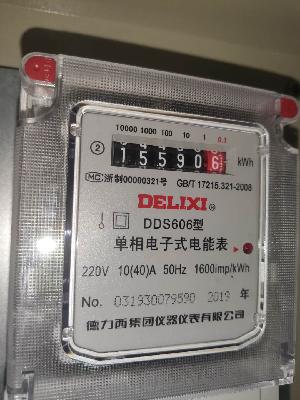 10000 1000 100 10 1 0.1
2 155906 kWh
MC 浙制00000321号 GB/T 17215.321-2008
DELIXI®
DDS606型
单相电子式电能表
220V 10(40)A 50Hz 1600imp/kWh
No. 031930079590 2019 年
德力西集团仪器仪表有限公司